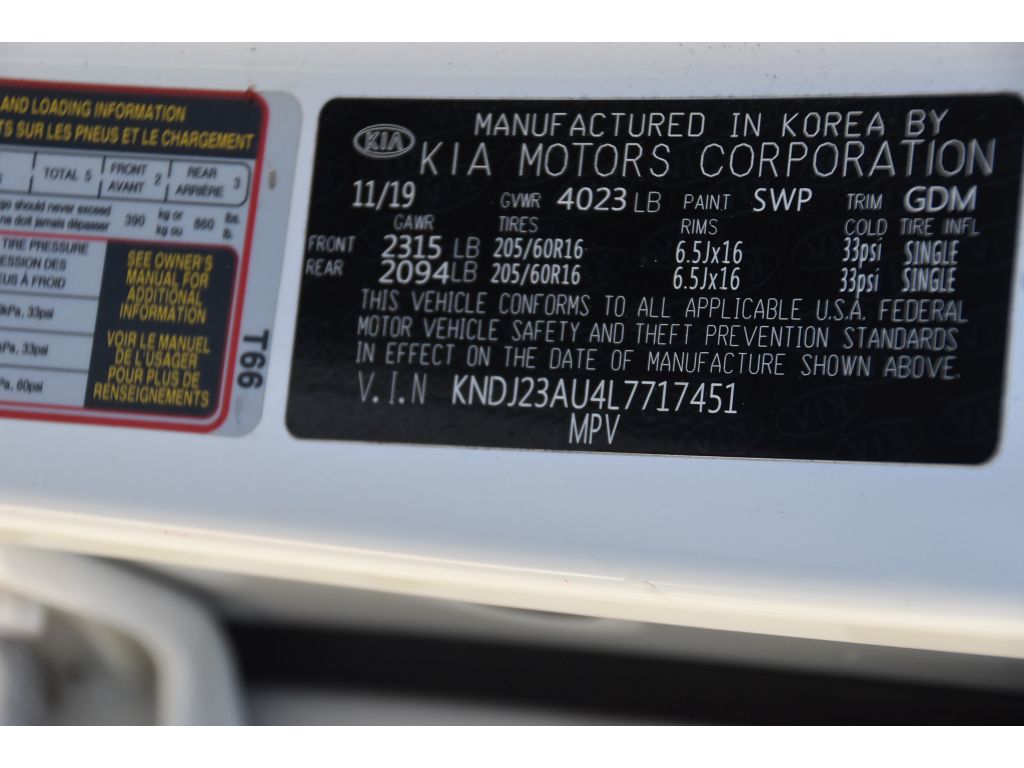 AND LOADING INFORMATION
TS SUR LES PNEUS ET LE CHARGEMENT
TOTAL 5 FRONT AVANT 2 REAR ARRIÈRE 3
go should never exceed
ne doit jamais dépasser 390 kg or kg ou 860 lbs. lb.
TIRE PRESSURE
ESSION DES
EUS À FROID
kPa, 33psi
kPa, 33psi
Pa, 60psi
SEE OWNER'S
MANUAL FOR
ADDITIONAL
INFORMATION
VOIR LE MANUEL
DE L'USAGER
POUR PLUS DE
RENSEIGNEMENTS
T66
KIA
MANUFACTURED IN KOREA BY
KIA MOTORS CORPORATION
11/19 GVWR 4023 LB PAINT SWP TRIM GDM
GAWR TIRES RIMS COLD TIRE INFL
FRONT 2315 LB 205/60R16 6.5Jx16 33psi SINGLE
REAR 2094 LB 205/60R16 6.5Jx16 33psi SINGLE
THIS VEHICLE CONFORMS TO ALL APPLICABLE U.S.A. FEDERAL
MOTOR VEHICLE SAFETY AND THEFT PREVENTION STANDARDS
IN EFFECT ON THE DATE OF MANUFACTURE SHOWN ABOVE.
V.I.N KNDJ23AU4L7717451
MPV